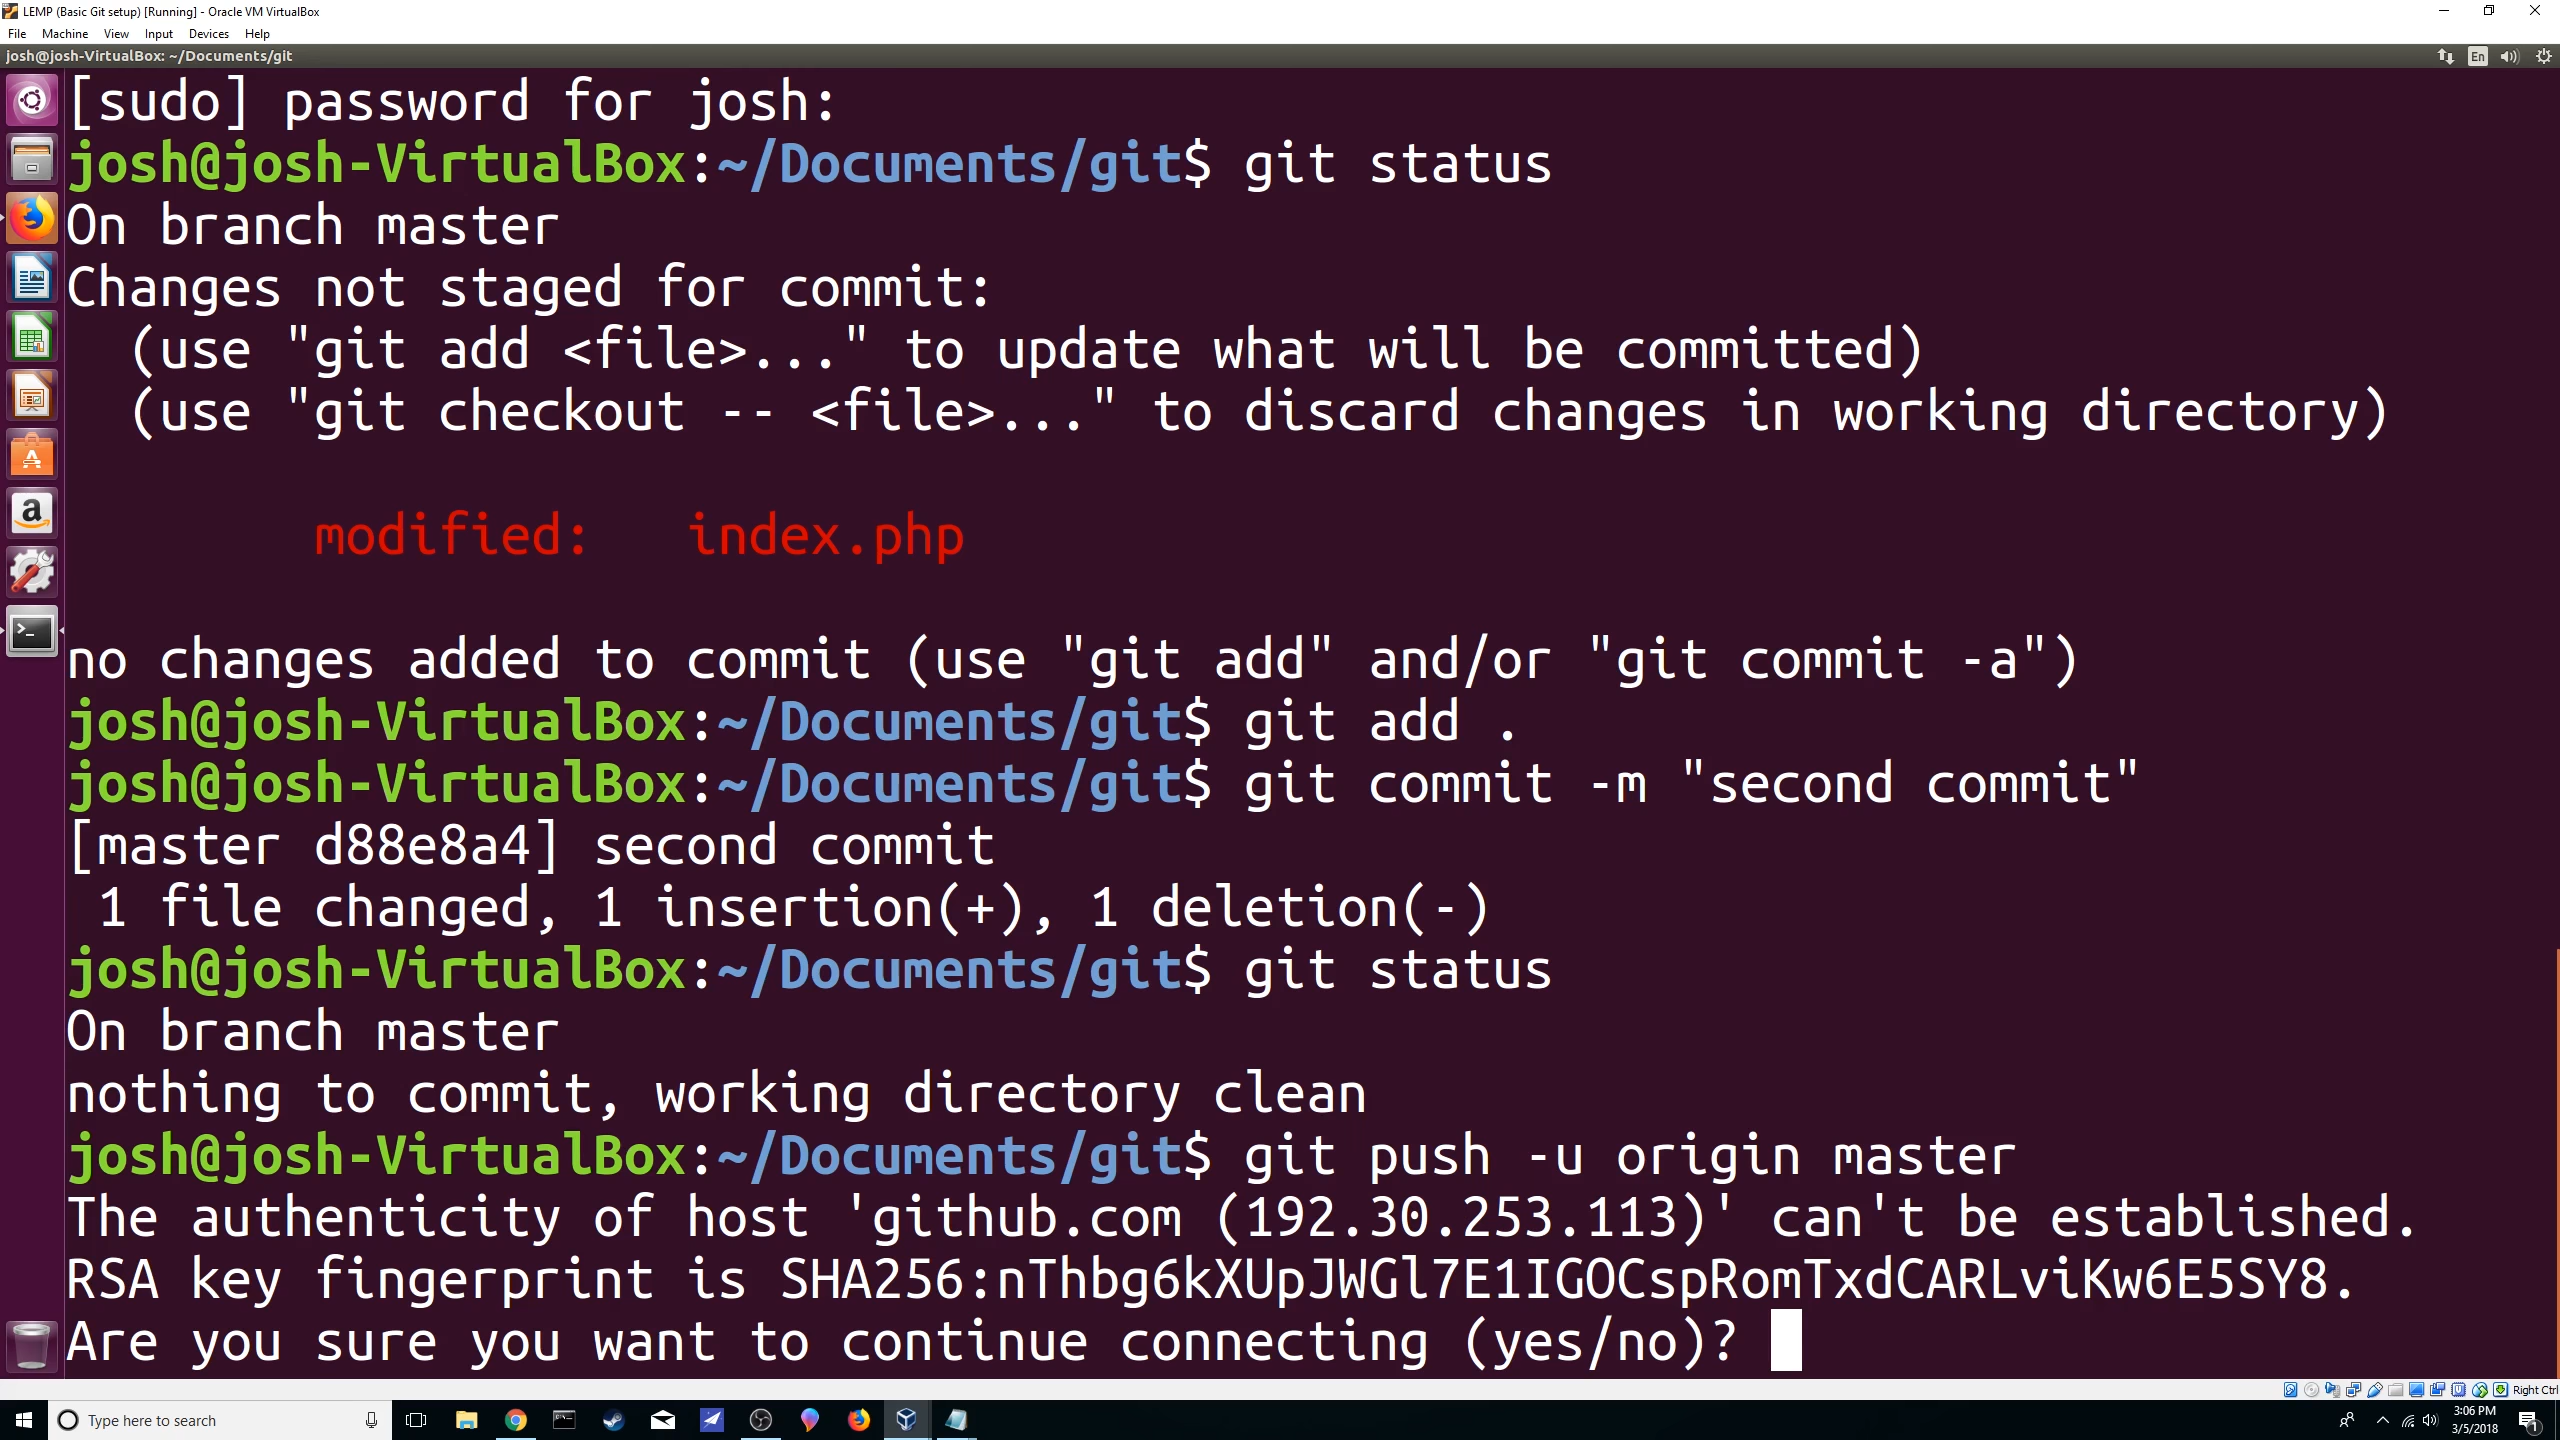 LEMP (Basic Git setup) [Running] - Oracle VM VirtualBox
File Machine View Input Devices Help
josh@josh-VirtualBox: ~/Documents/git
En
[sudo] password for josh:
josh@josh-VirtualBox:~/Documents/git$ git status
On branch master
Changes not staged for commit:
  (use "git add <file>..." to update what will be committed)
  (use "git checkout -- <file>..." to discard changes in working directory)
        modified:   index.php
no changes added to commit (use "git add" and/or "git commit -a")
josh@josh-VirtualBox:~/Documents/git$ git add .
josh@josh-VirtualBox:~/Documents/git$ git commit -m "second commit"
[master d88e8a4] second commit
 1 file changed, 1 insertion(+), 1 deletion(-)
josh@josh-VirtualBox:~/Documents/git$ git status
On branch master
nothing to commit, working directory clean
josh@josh-VirtualBox:~/Documents/git$ git push -u origin master
The authenticity of host 'github.com (192.30.253.113)' can't be established.
RSA key fingerprint is SHA256:nThbg6kXUpJWGl7E1IGOCspRomTxdCARLviKw6E5SY8.
Are you sure you want to continue connecting (yes/no)?
Right Ctrl
Type here to search
3:06 PM
3/5/2018
1